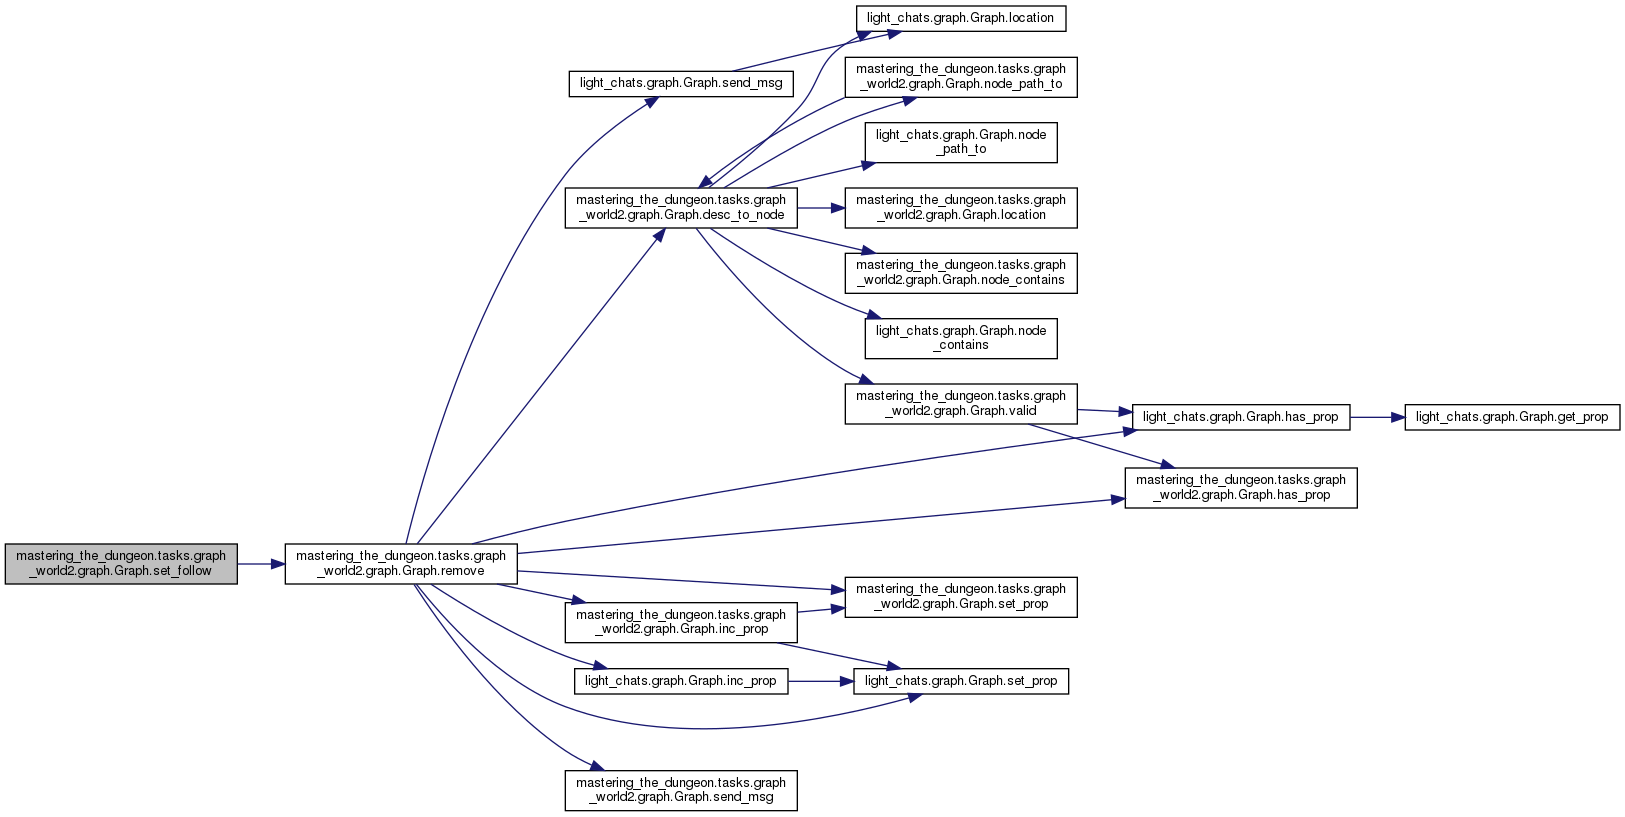 light_chats.graph.Graph.location
mastering_the_dungeon.tasks.graph
_world2.graph.Graph.node_path_to
light_chats.graph.Graph.send_msg
light_chats.graph.Graph.node
_path_to
mastering_the_dungeon.tasks.graph
_world2.graph.Graph.desc_to_node
mastering_the_dungeon.tasks.graph
_world2.graph.Graph.location
mastering_the_dungeon.tasks.graph
_world2.graph.Graph.node_contains
light_chats.graph.Graph.node
_contains
mastering_the_dungeon.tasks.graph
_world2.graph.Graph.valid
light_chats.graph.Graph.has_prop
light_chats.graph.Graph.get_prop
mastering_the_dungeon.tasks.graph
_world2.graph.Graph.has_prop
mastering_the_dungeon.tasks.graph
_world2.graph.Graph.set_follow
mastering_the_dungeon.tasks.graph
_world2.graph.Graph.remove
mastering_the_dungeon.tasks.graph
_world2.graph.Graph.set_prop
mastering_the_dungeon.tasks.graph
_world2.graph.Graph.inc_prop
light_chats.graph.Graph.inc_prop
light_chats.graph.Graph.set_prop
mastering_the_dungeon.tasks.graph
_world2.graph.Graph.send_msg